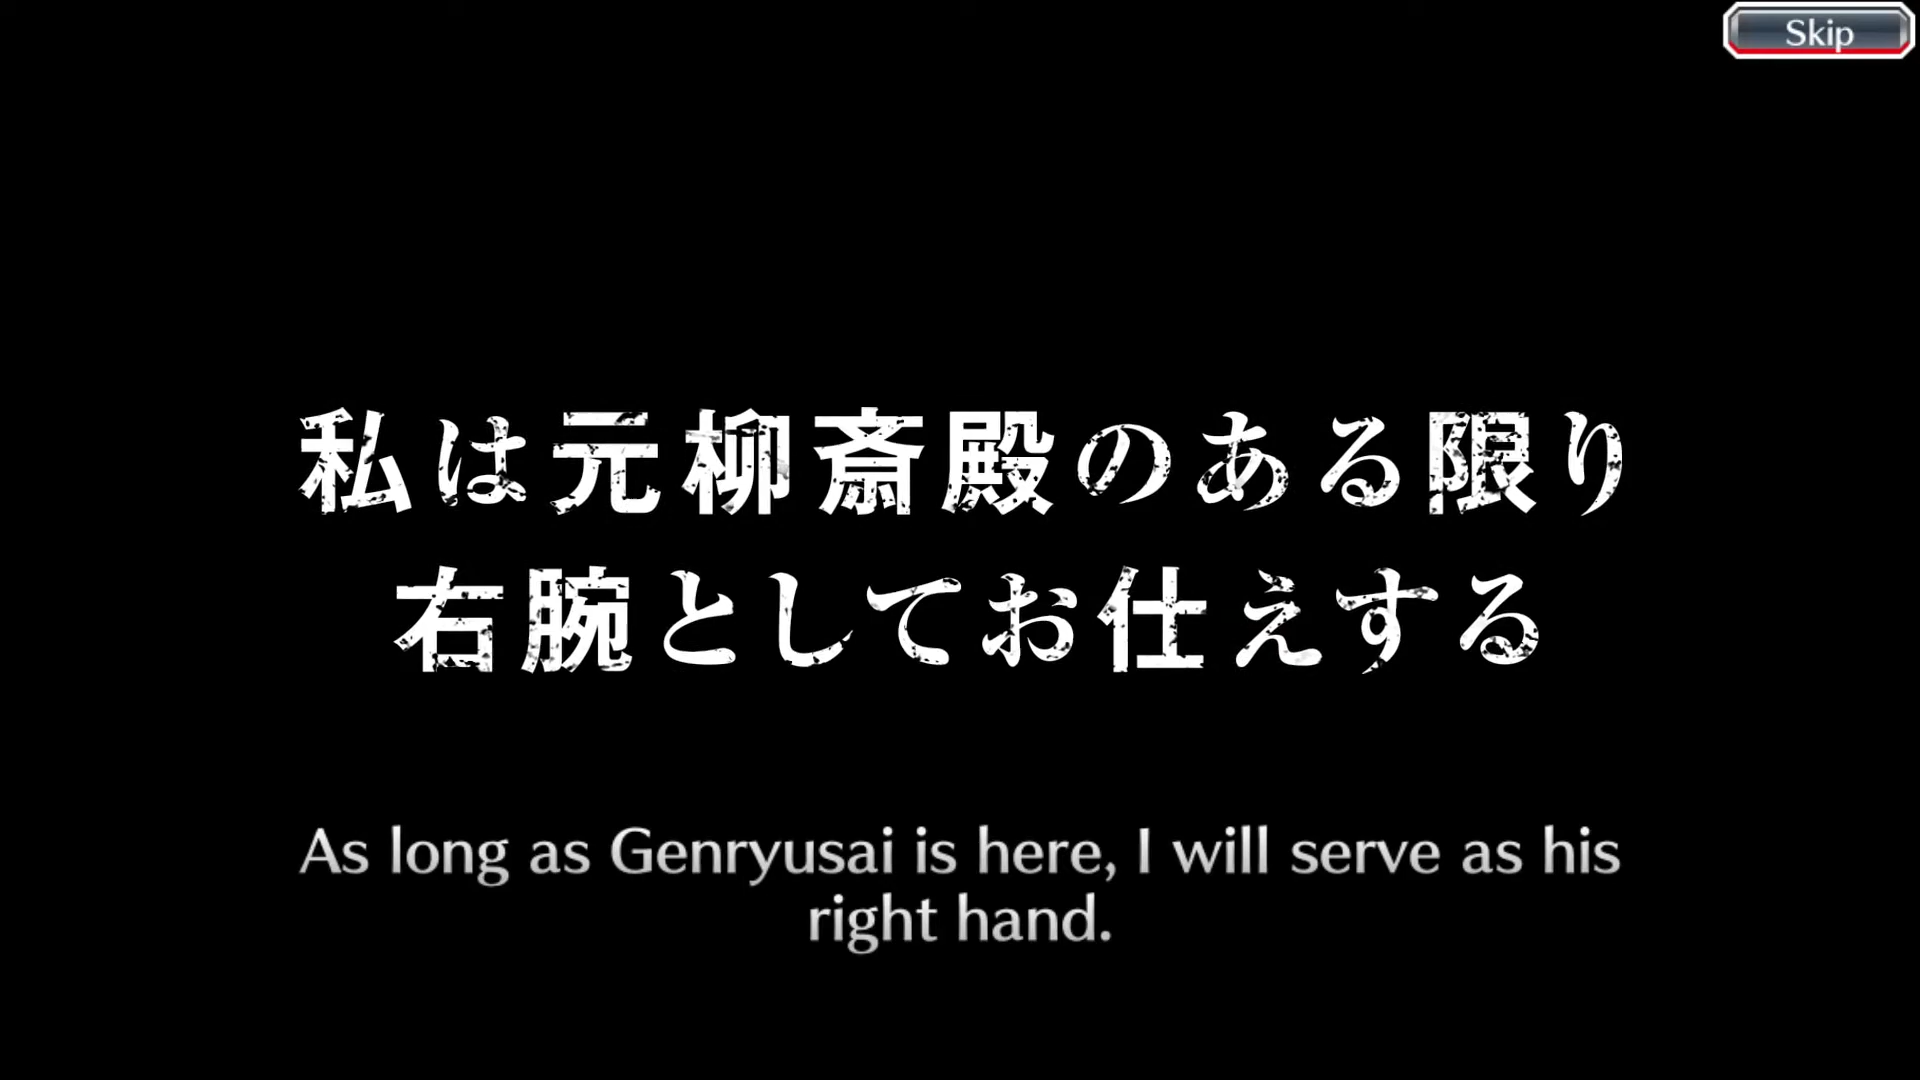 Skip
私は元柳斎殿のある限り
右腕としてお仕えする
As long as Genryusai is here, I will serve as his
right hand.